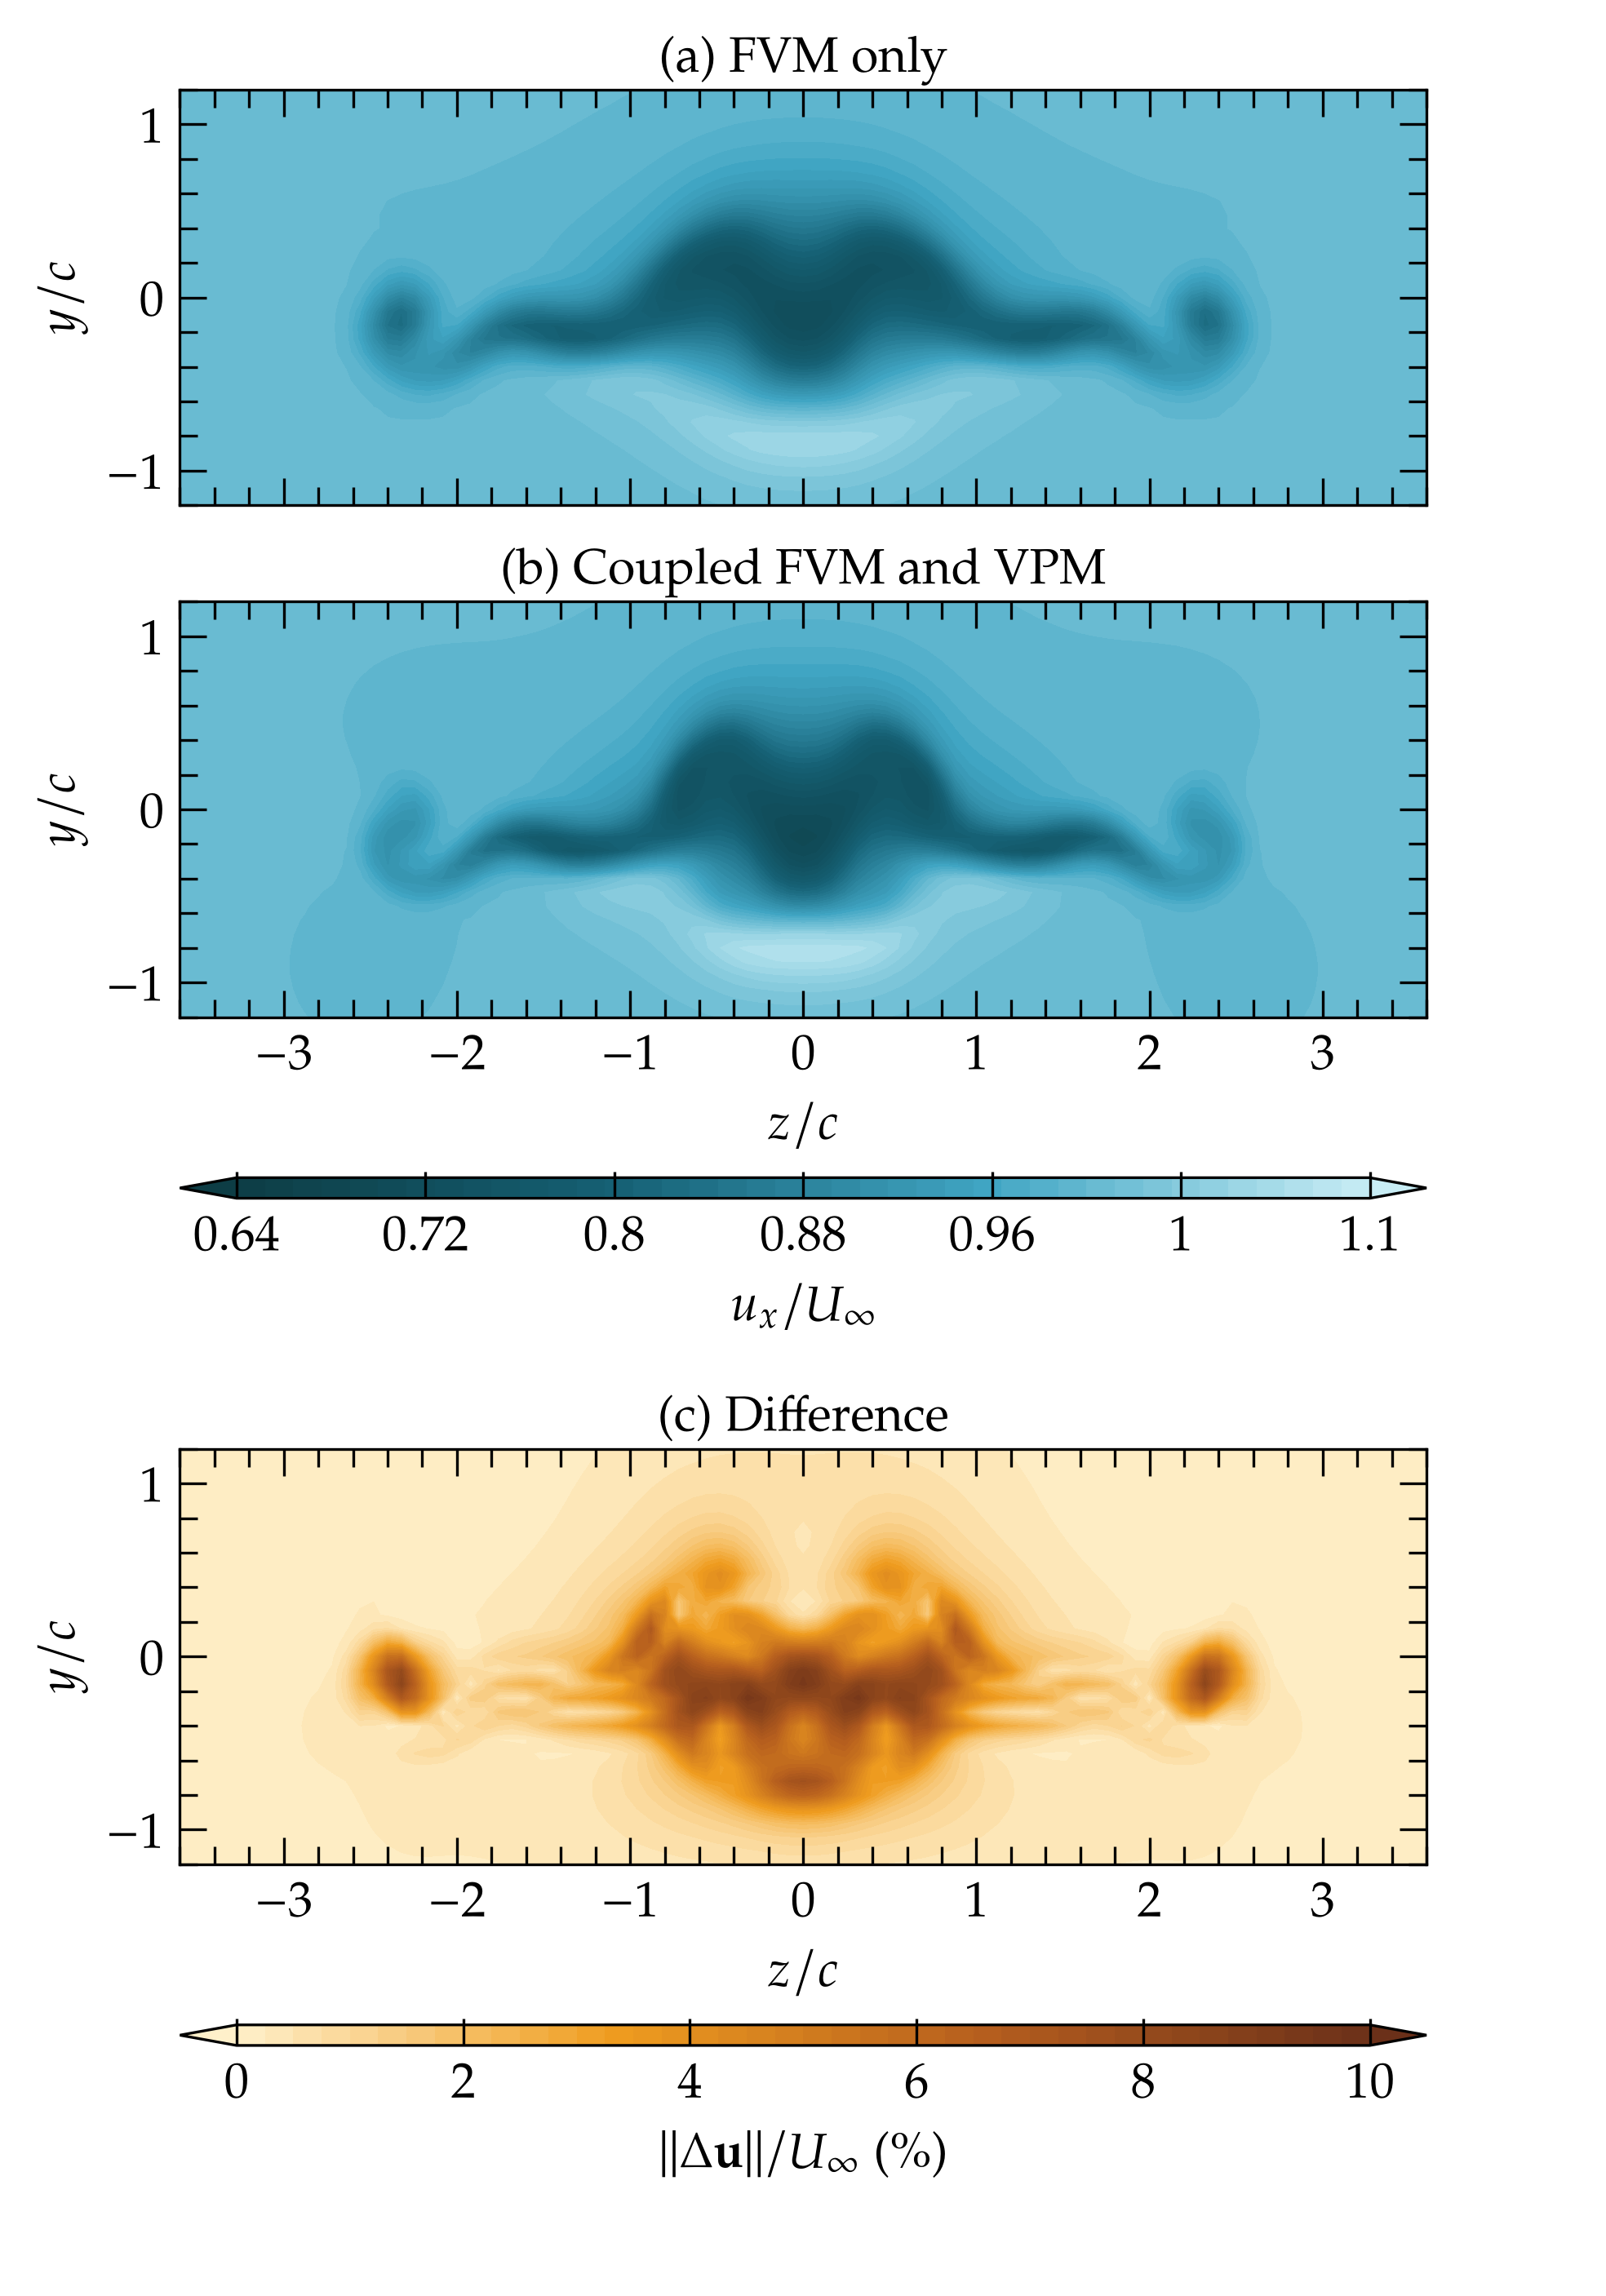 (a) FVM only
1
0
−1
y/c
(b) Coupled FVM and VPM
1
0
−1
y/c
−3 −2 −1 0 1 2 3
z/c
0.64 0.72 0.8 0.88 0.96 1 1.1
u_x/U_∞
(c) Difference
1
0
−1
y/c
−3 −2 −1 0 1 2 3
z/c
0 2 4 6 8 10
||Δ𝐮||/U_∞ (%)